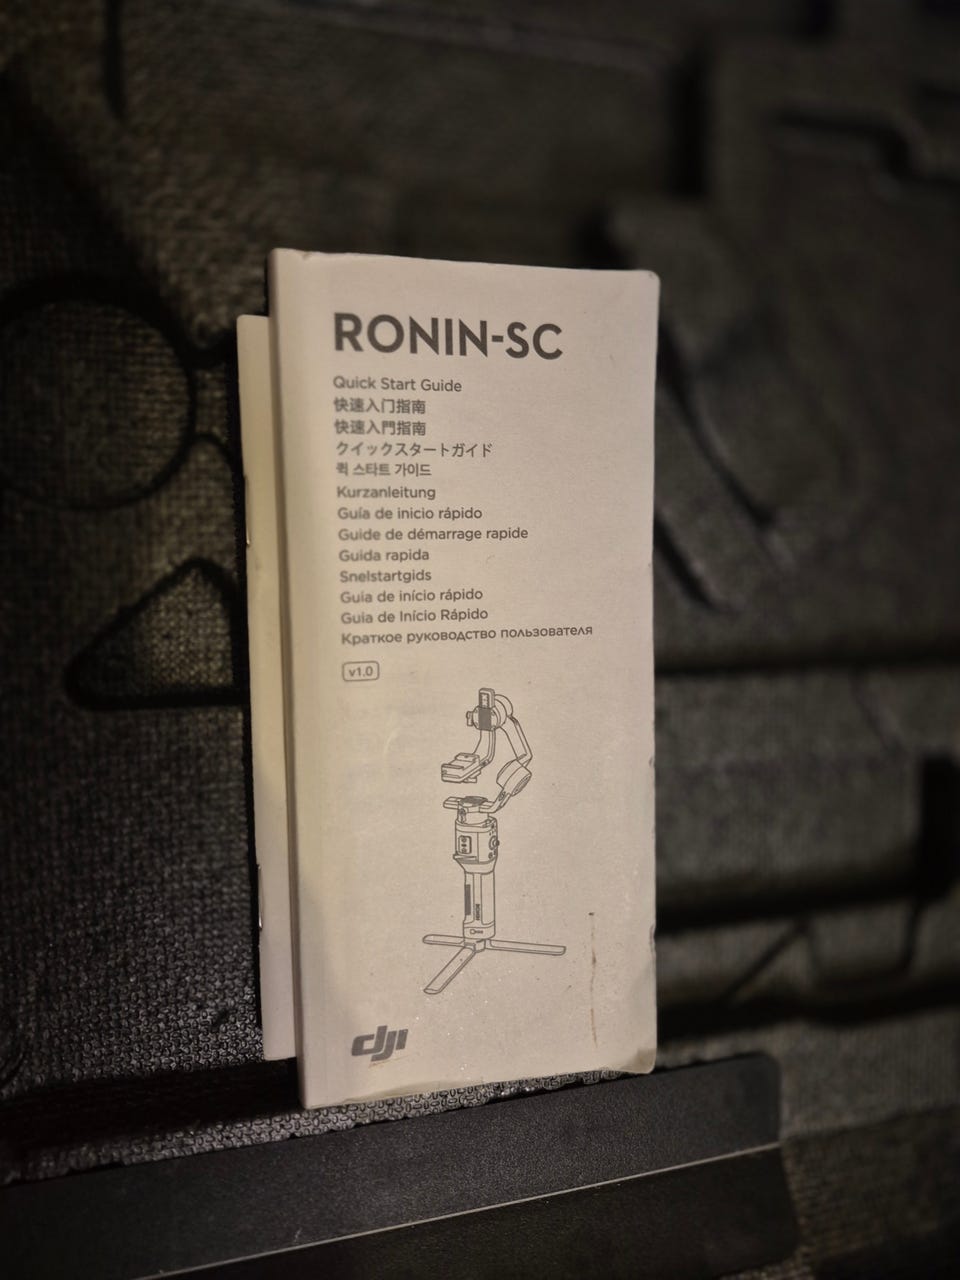 RONIN-SC
Quick Start Guide
快速入门指南
快速入門指南
クイックスタートガイド
퀵 스타트 가이드
Kurzanleitung
Guía de inicio rápido
Guide de démarrage rapide
Guida rapida
Snelstartgids
Guia de início rápido
Guia de Início Rápido
Краткое руководство пользователя
v1.0
dji